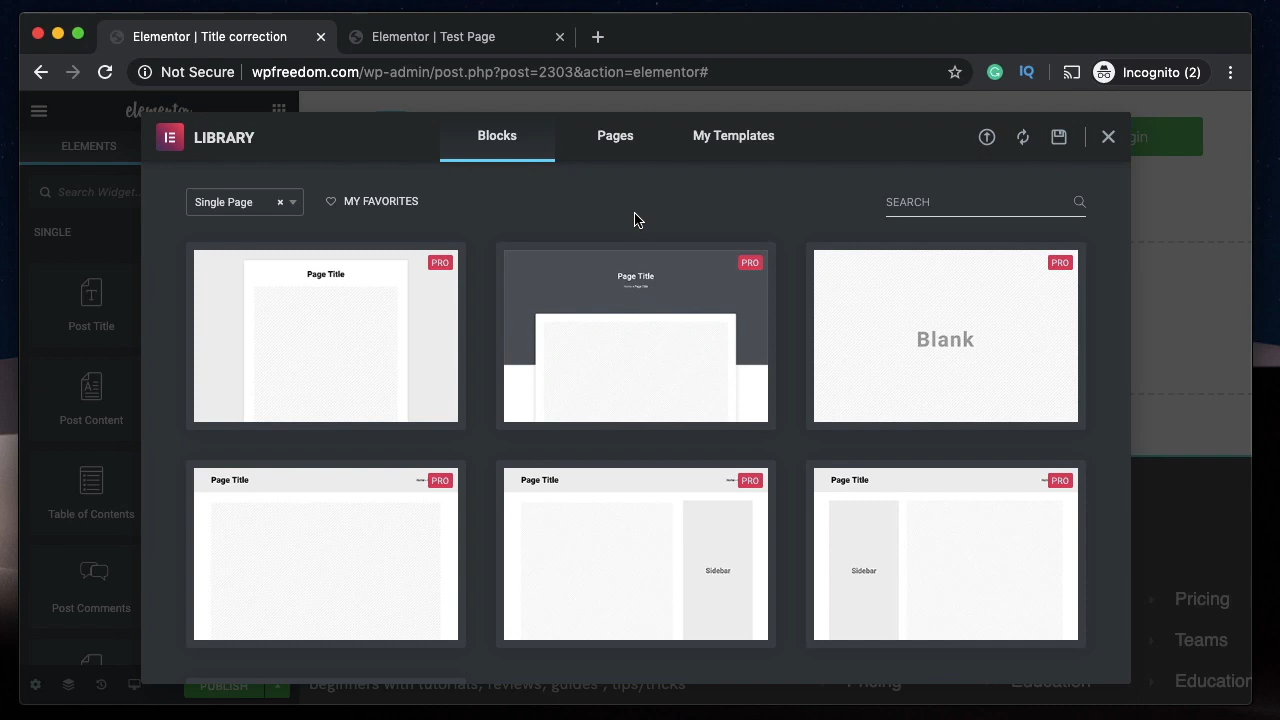 Elementor | Title correction
Elementor | Test Page
Not Secure
wpfreedom.com/wp-admin/post.php?post=2303&action=elementor#
IQ
Incognito (2)
elementor
LIBRARY
Blocks
Pages
My Templates
gin
ELEMENTS
Search Widget..
Single Page
MY FAVORITES
SEARCH
SINGLE
Page Title
PRO
Page Title
PRO
Blank
PRO
Post Title
Post Content
Page Title
PRO
Page Title
PRO
Sidebar
Page Title
PRO
Sidebar
Table of Contents
Post Comments
Pricing
Teams
Education
PUBLISH
beginners with tutorials, reviews, guides , tips/tricks
Pricing
Education